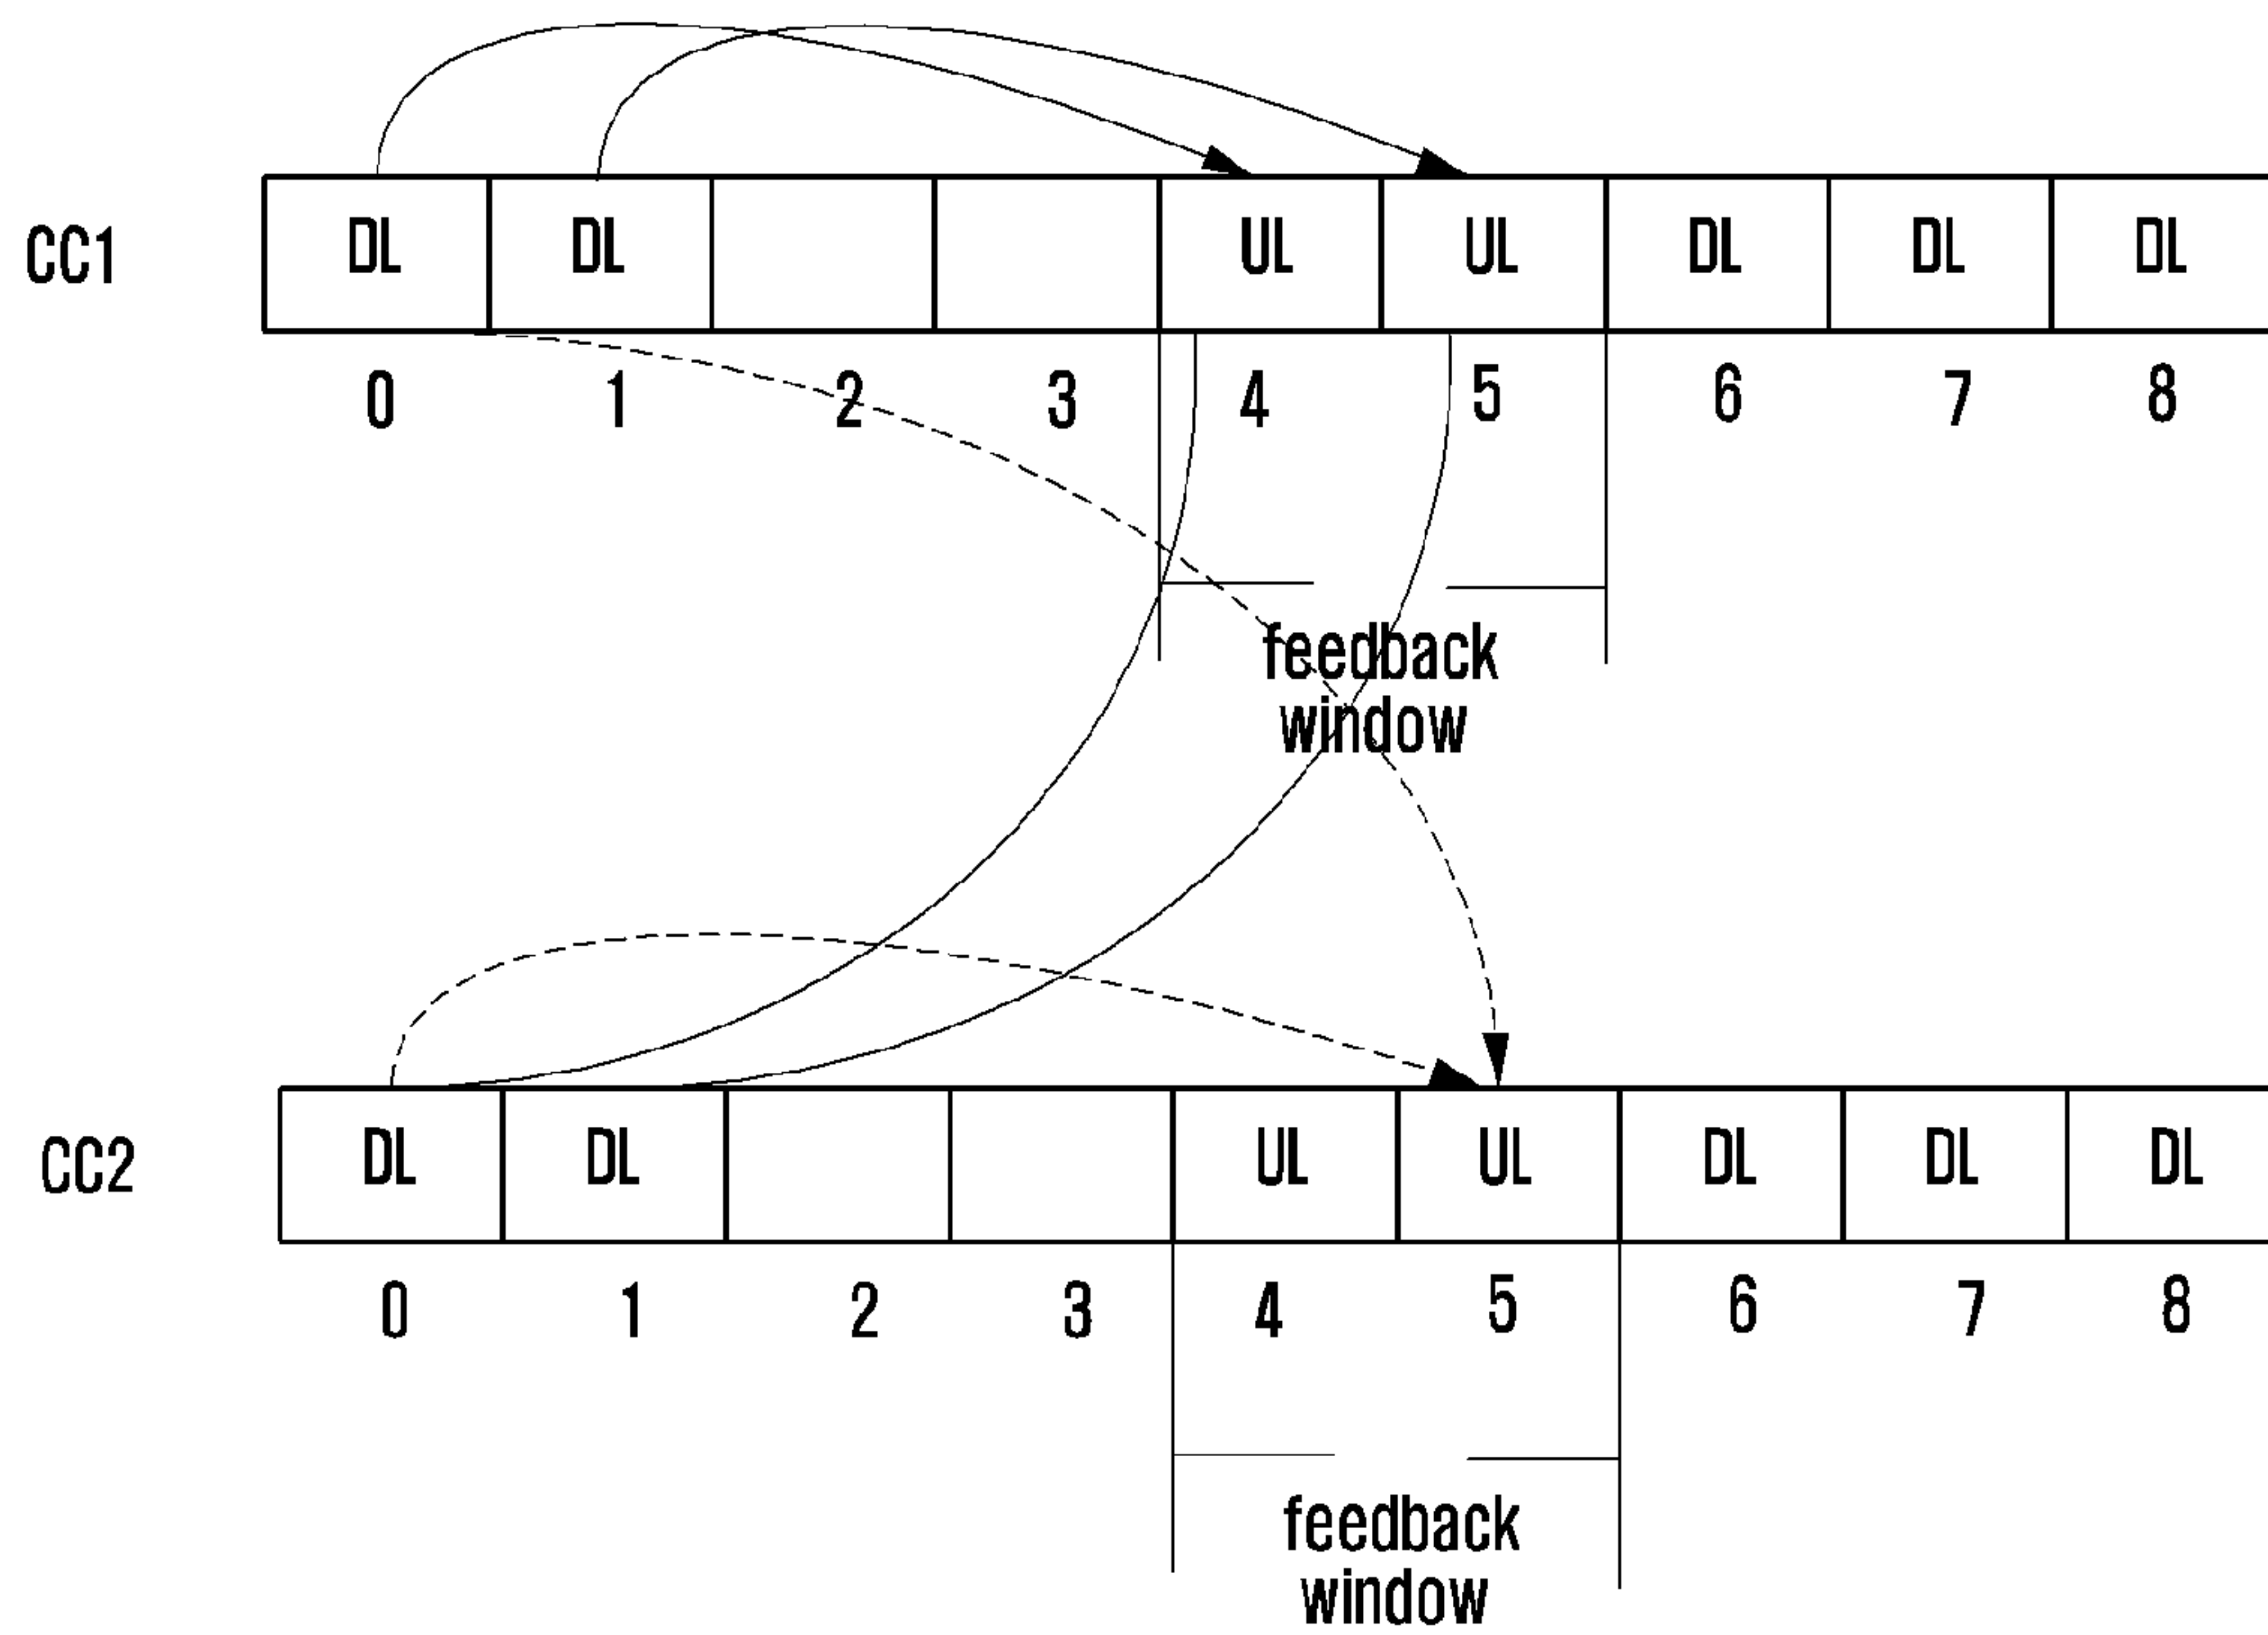 CC1 DL DL UL UL DL DL DL
0 1 2 3 4 5 6 7 8
feedback
window
CC2 DL DL UL UL DL DL DL
0 1 2 3 4 5 6 7 8
feedback
window